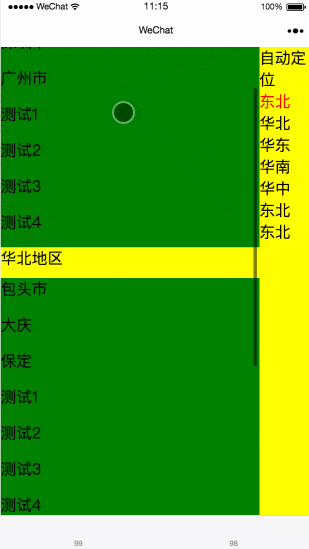 WeChat 11:15 100%
WeChat
广州市
测试1
测试2
测试3
测试4
华北地区
包头市
大庆
保定
测试1
测试2
测试3
测试4
自动定
位
东北
华北
华东
华南
华中
东北
东北
99 98